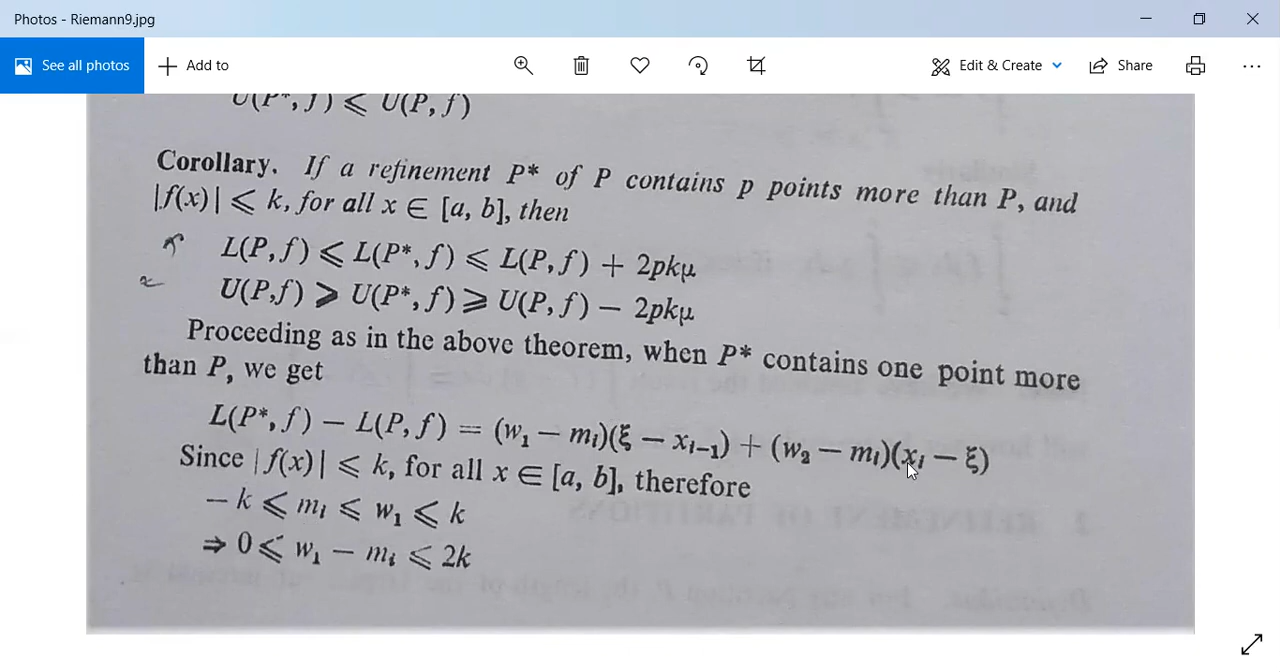 Photos - Riemann9.jpg
See all photos
Add to
Edit & Create
Share
U(P*, f) ⩽ U(P, f)
Corollary. If a refinement P* of P contains p points more than P, and
|f(x)| ⩽ k, for all x ∈ [a, b], then
L(P, f) ⩽ L(P*, f) ⩽ L(P, f) + 2pkμ
U(P,f) ⩾ U(P*, f) ⩾ U(P, f) − 2pkμ
Proceeding as in the above theorem, when P* contains one point more
than P, we get
L(P*, f) − L(P, f) = (w₁ − mᵢ)(ξ − xᵢ₋₁) + (w₂ − mᵢ)(xᵢ − ξ)
Since |f(x)| ⩽ k, for all x ∈ [a, b], therefore
− k ⩽ mᵢ ⩽ w₁ ⩽ k
⇒ 0 ⩽ w₁ − mᵢ ⩽ 2k